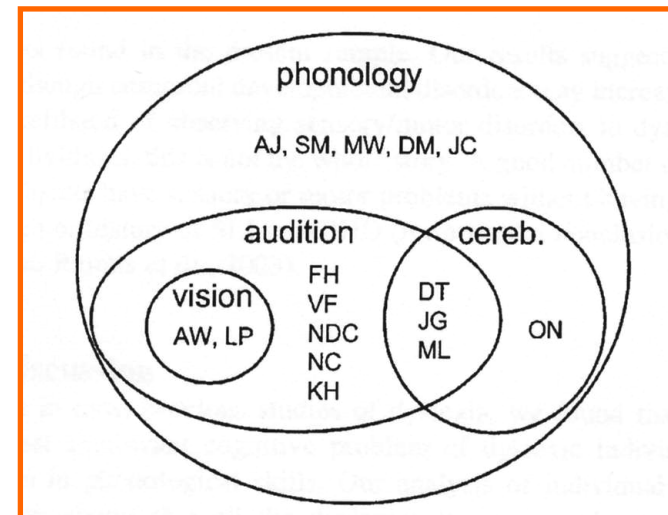 phonology
AJ, SM, MW, DM, JC
audition
cereb.
vision
AW, LP
FH
VF
NDC
NC
KH
DT
JG
ML
ON